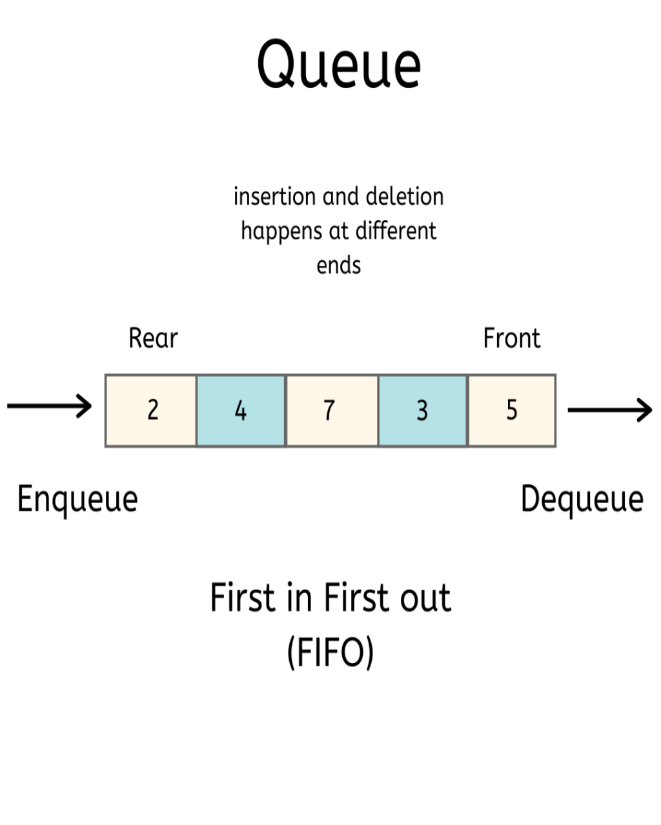 Queue
insertion and deletion
happens at different
ends
Rear Front
2 4 7 3 5
Enqueue Dequeue
First in First out
(FIFO)